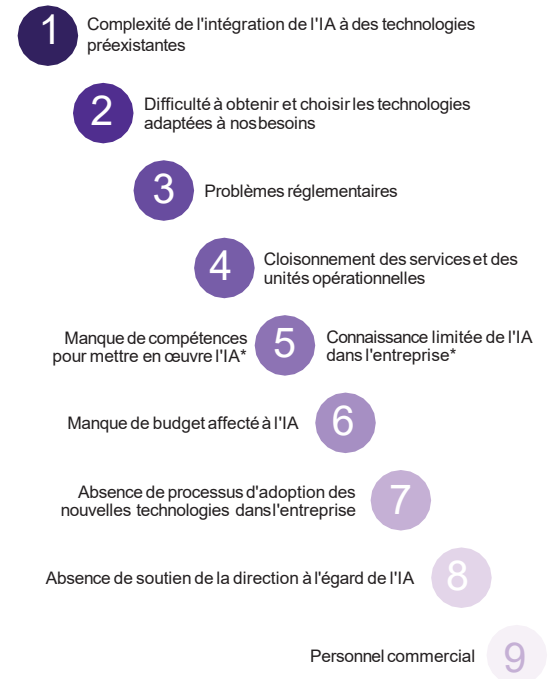 1
Complexité de l'intégration de l'IA à des technologies
préexistantes
2
Difficulté à obtenir et choisir les technologies
adaptées à nos besoins
3
Problèmes réglementaires
4
Cloisonnement des services et des
unités opérationnelles
Manque de compétences
pour mettre en œuvre l'IA*
5
Connaissance limitée de l'IA
dans l'entreprise*
Manque de budget affecté à l'IA
6
Absence de processus d'adoption des
nouvelles technologies dans l'entreprise
7
Absence de soutien de la direction à l'égard de l'IA
8
Personnel commercial
9